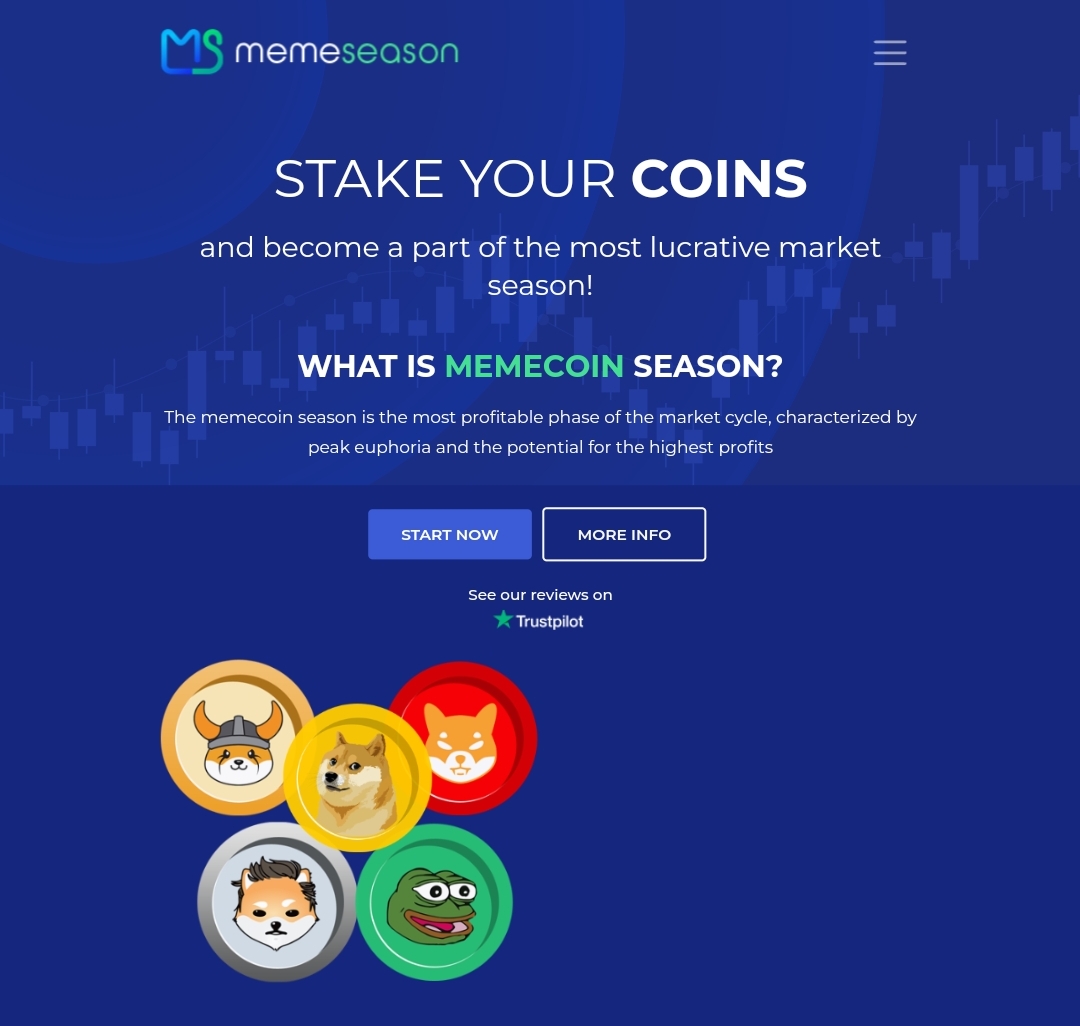 MS memeseason
STAKE YOUR COINS
and become a part of the most lucrative market
season!
WHAT IS MEMECOIN SEASON?
The memecoin season is the most profitable phase of the market cycle, characterized by
peak euphoria and the potential for the highest profits
START NOW
MORE INFO
See our reviews on
Trustpilot